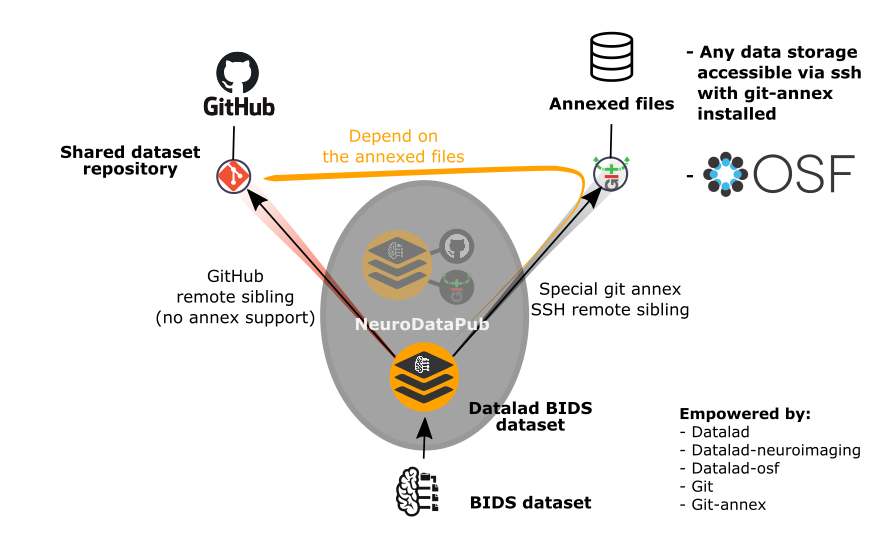 GitHub
Annexed files
- Any data storage
accessible via ssh
with git-annex
installed
Shared dataset
repository
Depend on
the annexed files
git
- OSF
GitHub
remote sibling
(no annex support)
Special git annex
SSH remote sibling
git
NeuroDataPub
Datalad BIDS
dataset
BIDS dataset
Empowered by:
- Datalad
- Datalad-neuroimaging
- Datalad-osf
- Git
- Git-annex